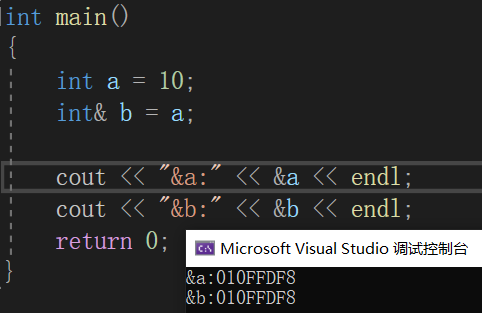 int main()
{
int a = 10;
int& b = a;
cout << "&a:" << &a << endl;
cout << "&b:" << &b << endl;
return 0;
}
Microsoft Visual Studio 调试控制台
&a:010FFDF8
&b:010FFDF8